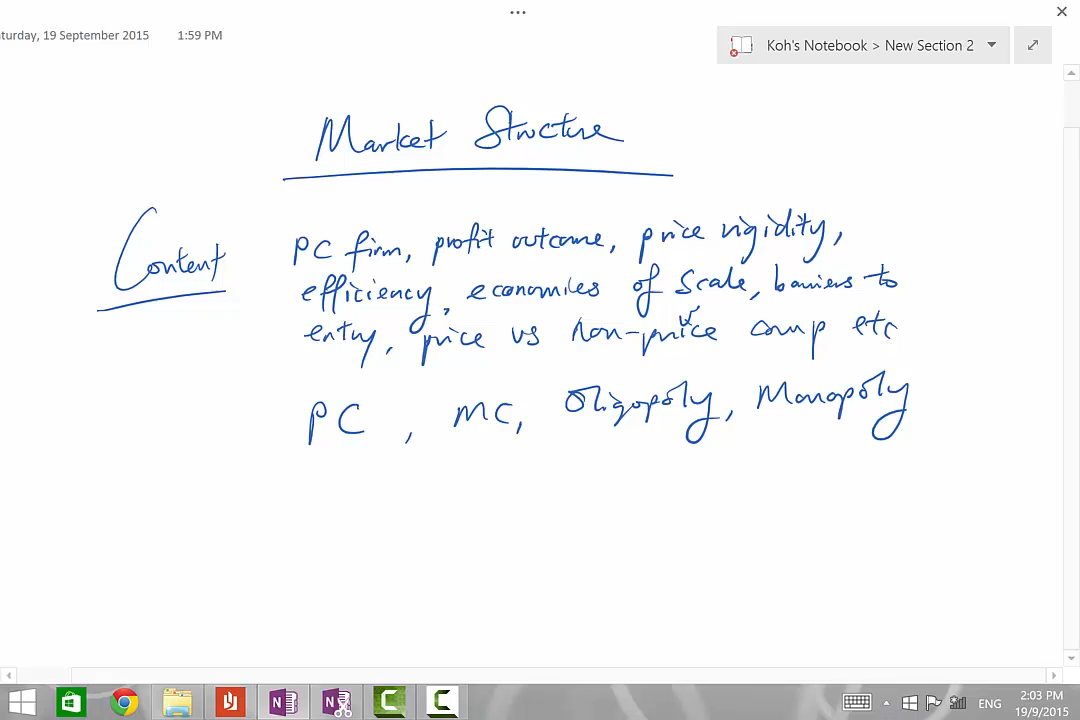 aturday, 19 September 2015 1:59 PM
Koh's Notebook > New Section 2
Market Structure
Content
PC firm, profit outcome, price rigidity,
efficiency, economies of scale, barriers to
entry, price vs non-price comp etc
PC, MC, Oligopoly, Monopoly
ENG
2:03 PM
19/9/2015